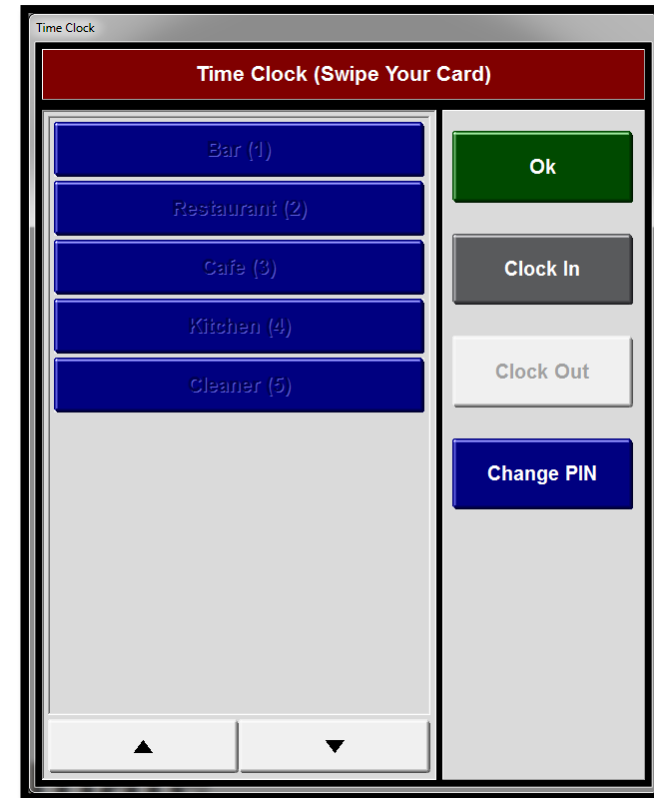 Time Clock
Time Clock (Swipe Your Card)
Bar (1)
Restaurant (2)
Cafe (3)
Kitchen (4)
Cleaner (5)
Ok
Clock In
Clock Out
Change PIN